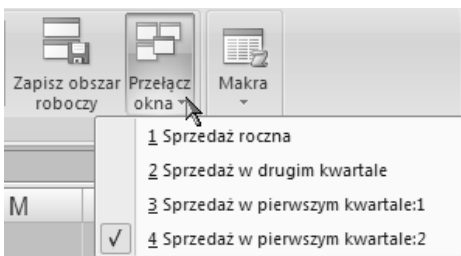 Zapisz obszar
roboczy
Przełącz
okna
Makra
1 Sprzedaż roczna
2 Sprzedaż w drugim kwartale
3 Sprzedaż w pierwszym kwartale:1
4 Sprzedaż w pierwszym kwartale:2
M